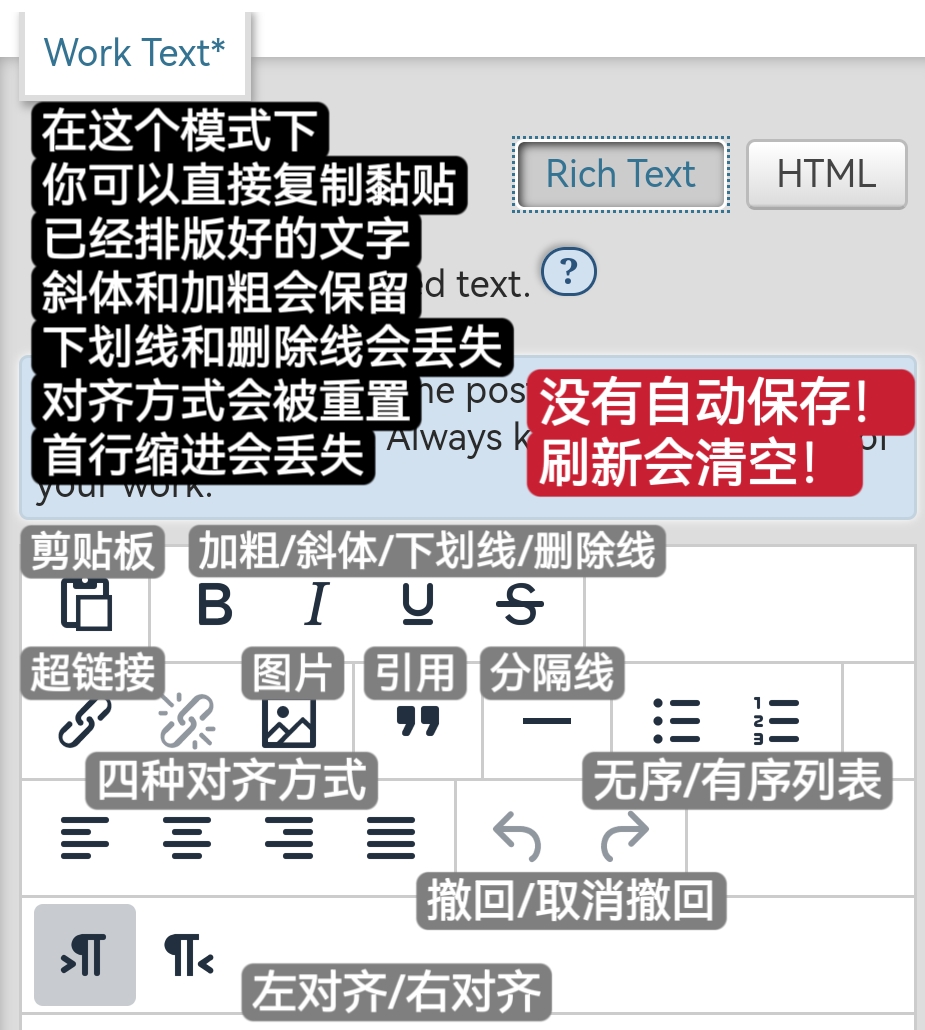 Work Text*
在这个模式下
你可以直接复制黏贴
Rich Text
HTML
已经排版好的文字
斜体和加粗会保留
text.
?
下划线和删除线会丢失
对齐方式会被重置
没有自动保存！
首行缩进会丢失
Always
刷新会清空！
your work.
剪贴板
加粗/斜体/下划线/删除线
B I U S
超链接
图片
引用
分隔线
1
2
3
四种对齐方式
无序/有序列表
撤回/取消撤回
左对齐/右对齐